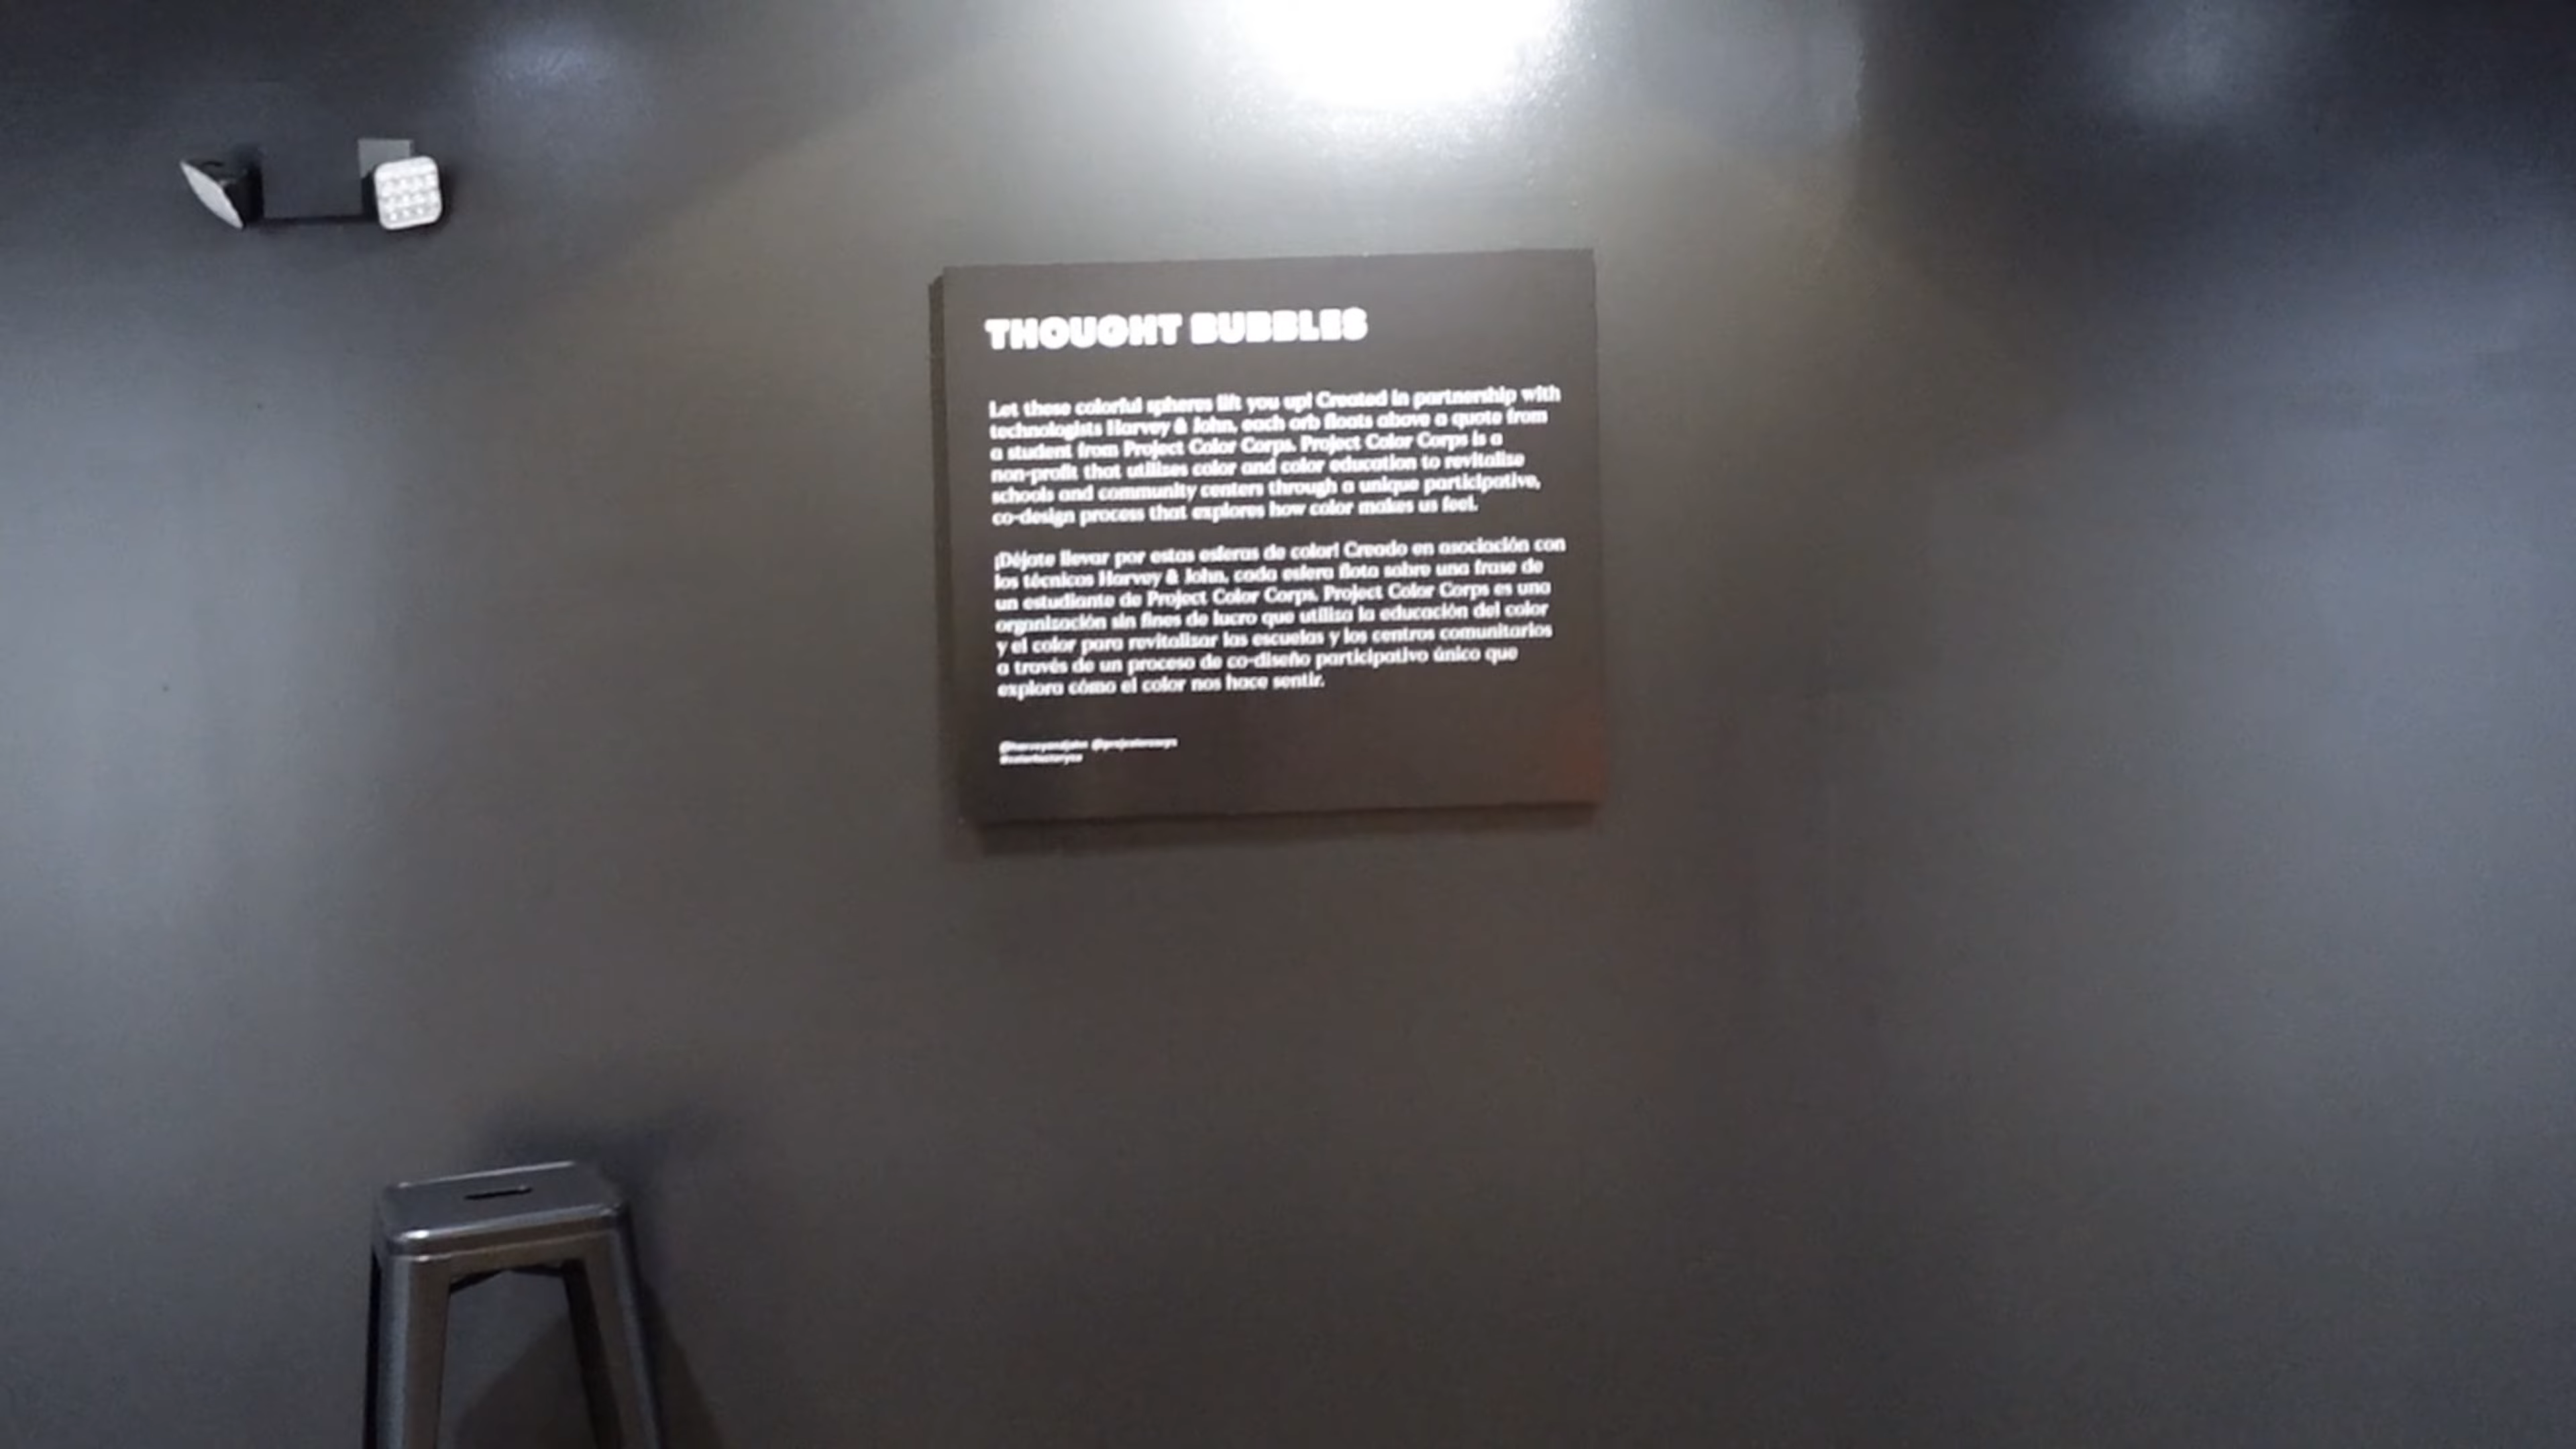 THOUGHT BUBBLES
Let these colorful spheres lift you up! Created in partnership with
technologists Harvey & John, each orb floats above a quote from
a student from Project Color Corps. Project Color Corps is a
non-profit that utilizes color and color education to revitalize
schools and community centers through a unique participative,
co-design process that explores how color makes us feel.
¡Déjate llevar por estas esferas de color! Creado en asociación con
los técnicos Harvey & John, cada esfera flota sobre una frase de
un estudiante de Project Color Corps. Project Color Corps es una
organización sin fines de lucro que utiliza la educación del color
y el color para revitalizar las escuelas y los centros comunitarios
a través de un proceso de co-diseño participativo único que
explora cómo el color nos hace sentir.
@harveyandjohn